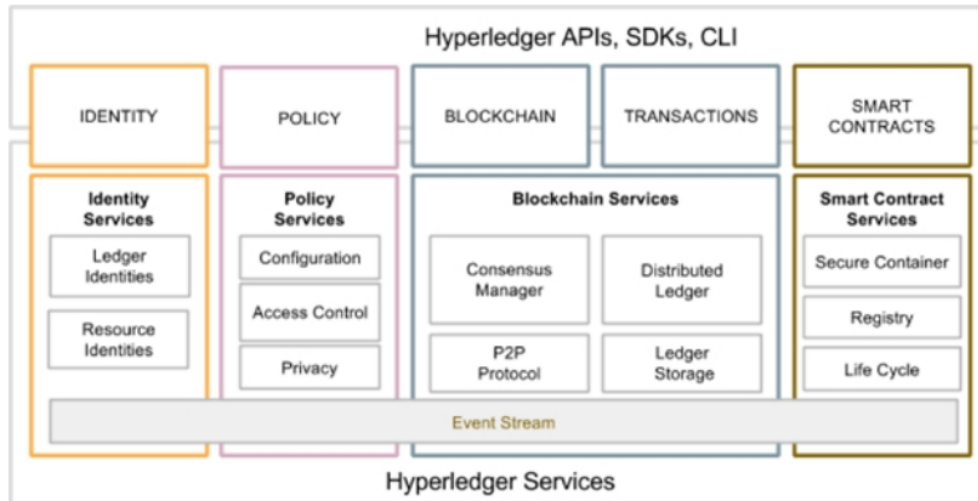 Hyperledger APIs, SDKs, CLI
IDENTITY
POLICY
BLOCKCHAIN
TRANSACTIONS
SMART
CONTRACTS
Identity
Services
Ledger
Identities
Resource
Identities
Policy
Services
Configuration
Access Control
Privacy
Blockchain Services
Consensus
Manager
Distributed
Ledger
P2P
Protocol
Ledger
Storage
Smart Contract
Services
Secure Container
Registry
Life Cycle
Event Stream
Hyperledger Services